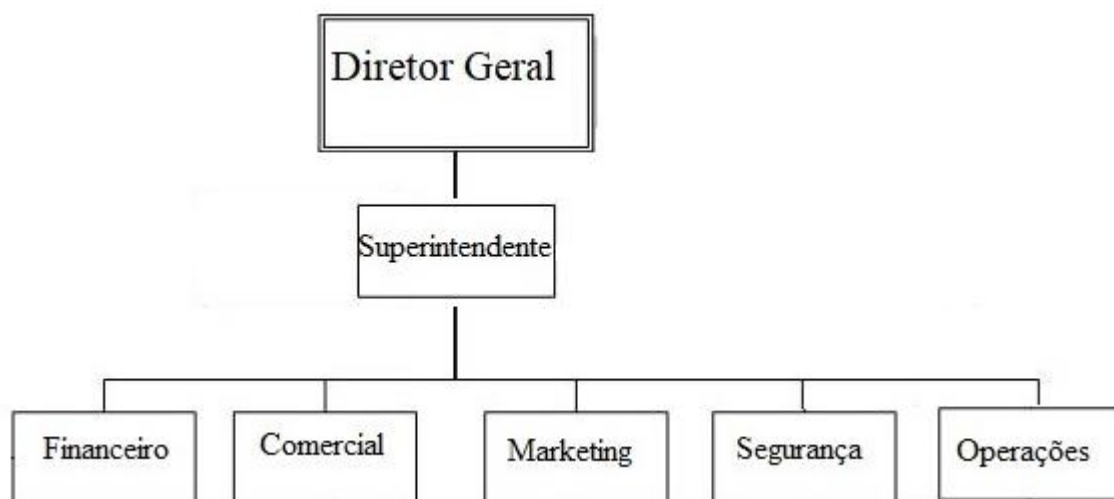 Diretor Geral
Superintendente
Financeiro
Comercial
Marketing
Segurança
Operações